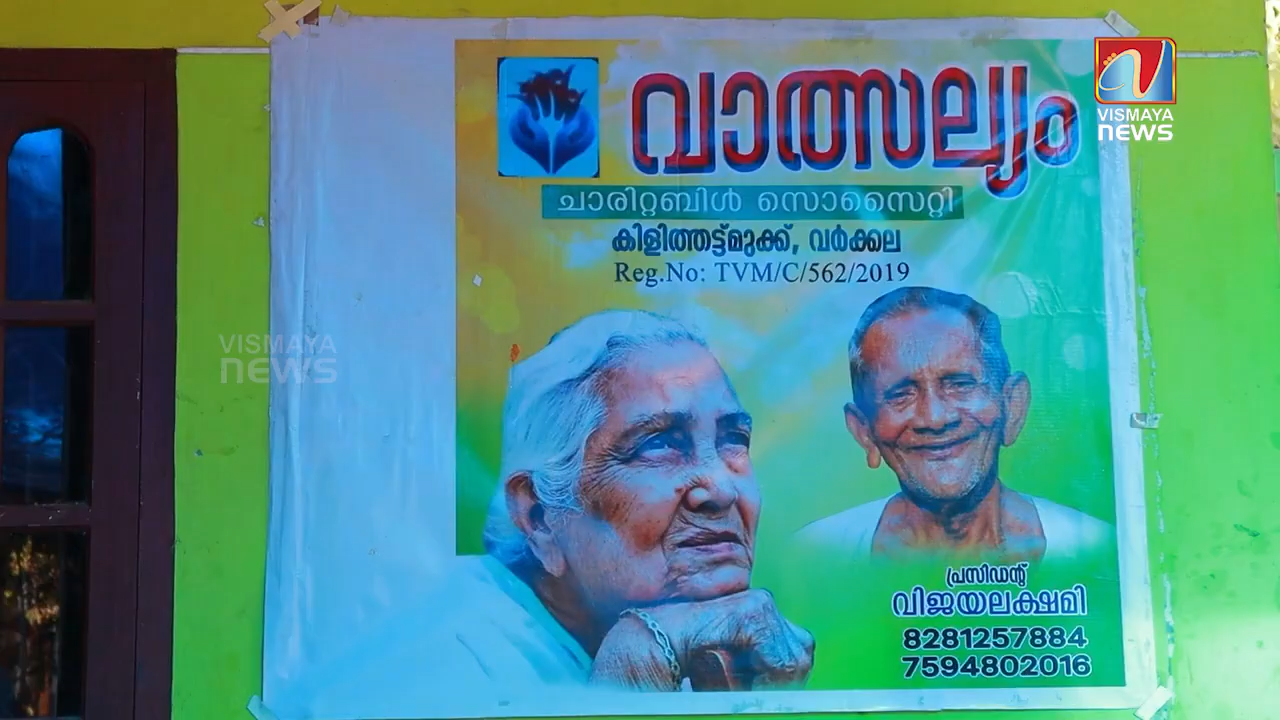 വാത്സല്യം
ചാരിറ്റബിൾ സൊസൈറ്റി
കിളിത്തട്ട്മുക്ക്, വർക്കല
Reg.No: TVM/C/562/2019
പ്രസിഡന്റ്
വിജയലക്ഷമി
8281257884
7594802016
VISMAYA
NEWS
VISMAYA
NEWS